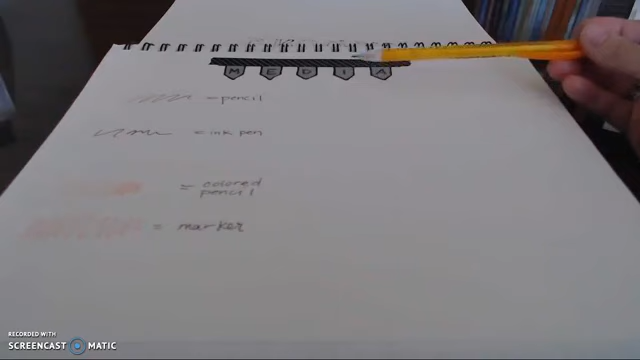 MEDIA
= pencil
= ink pen
= colored
pencil
= marker
RECORDED WITH
SCREENCAST MATIC